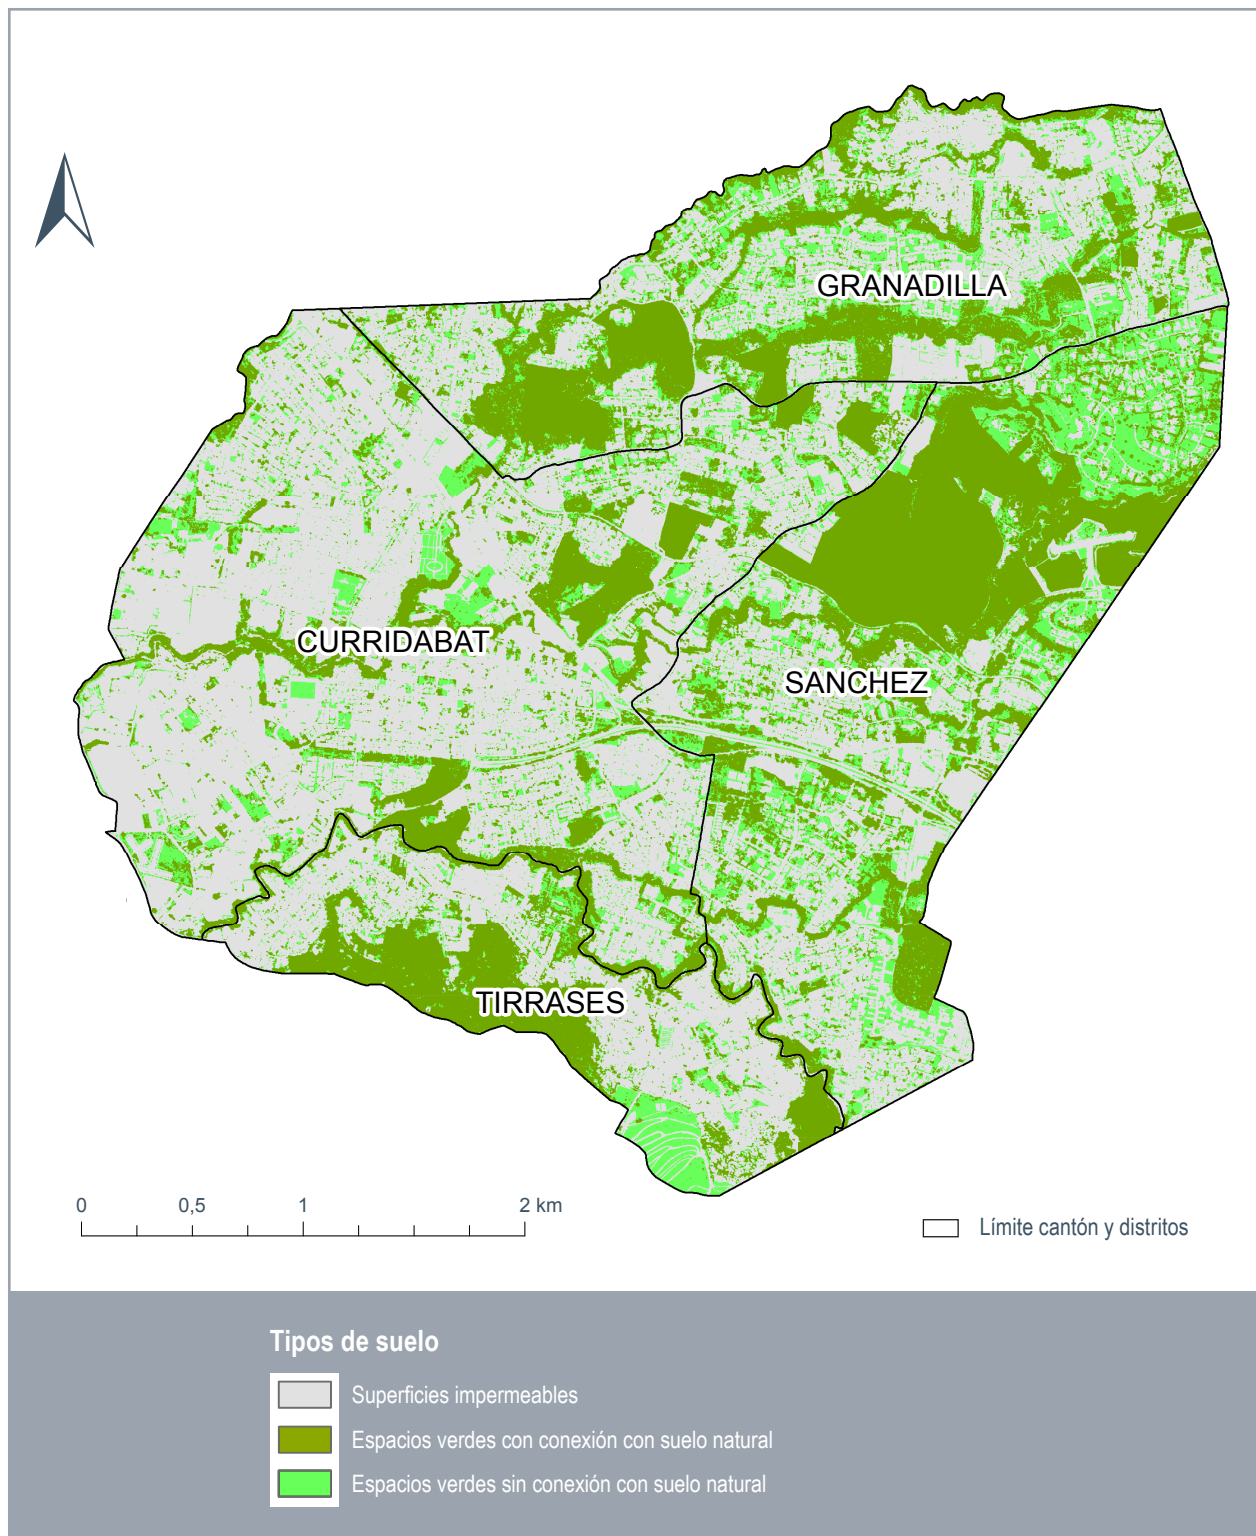 GRANADILLA
CURRIDABAT
SANCHEZ
TIRRASES
0 0,5 1 2 km
Límite cantón y distritos
Tipos de suelo
Superficies impermeables
Espacios verdes con conexión con suelo natural
Espacios verdes sin conexión con suelo natural